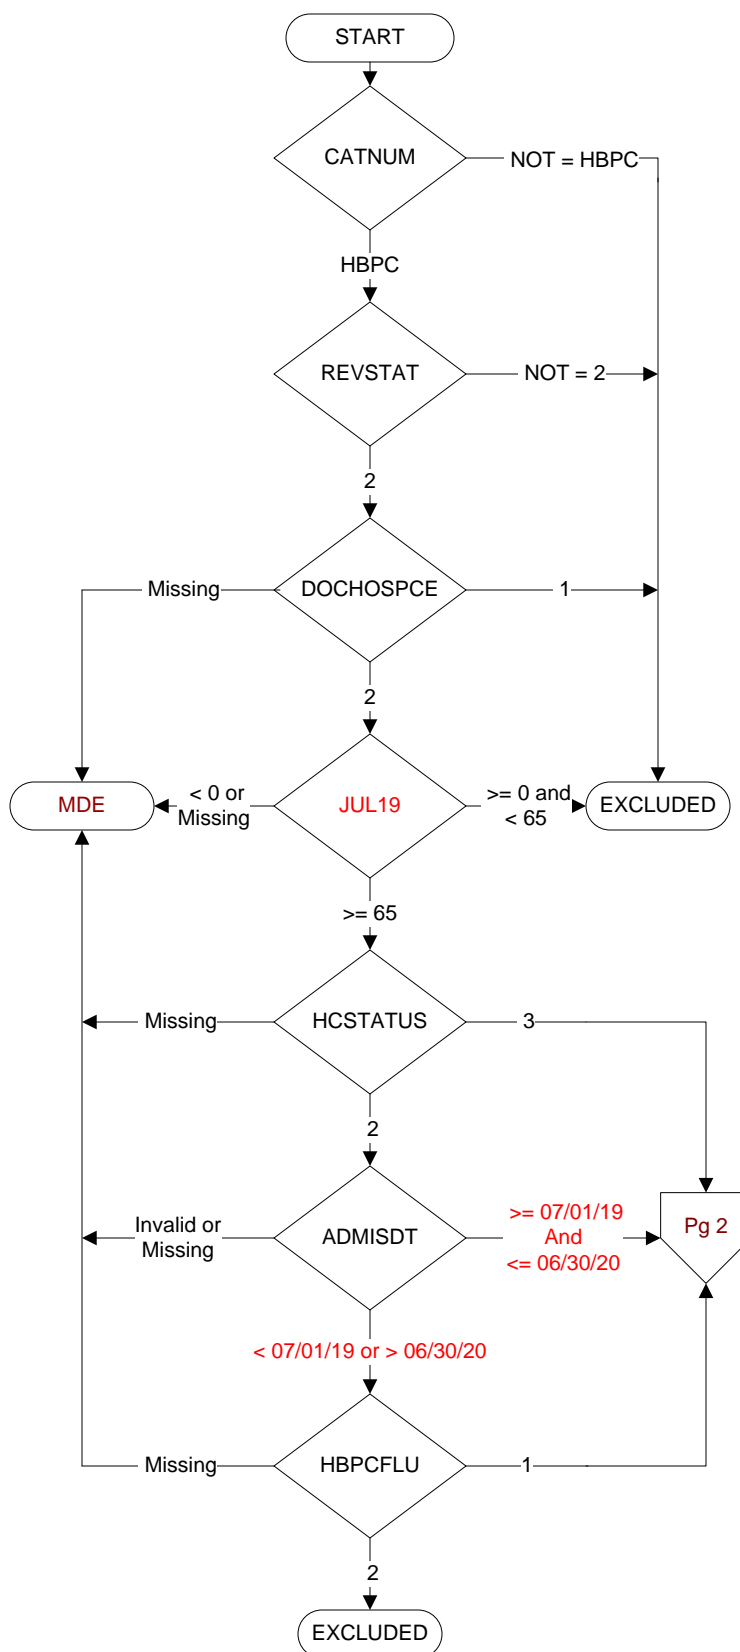 START
CATNUM
NOT = HBPC
HBPC
REVSTAT
NOT = 2
2
Missing
DOCHOSPCE
1
2
MDE
< 0 or
Missing
JUL19
>= 0 and
< 65
EXCLUDED
>= 65
Missing
HCSTATUS
3
2
Invalid or
Missing
ADMISDT
>= 07/01/19
And
<= 06/30/20
Pg 2
< 07/01/19 or > 06/30/20
Missing
HBPCFLU
1
2
EXCLUDED